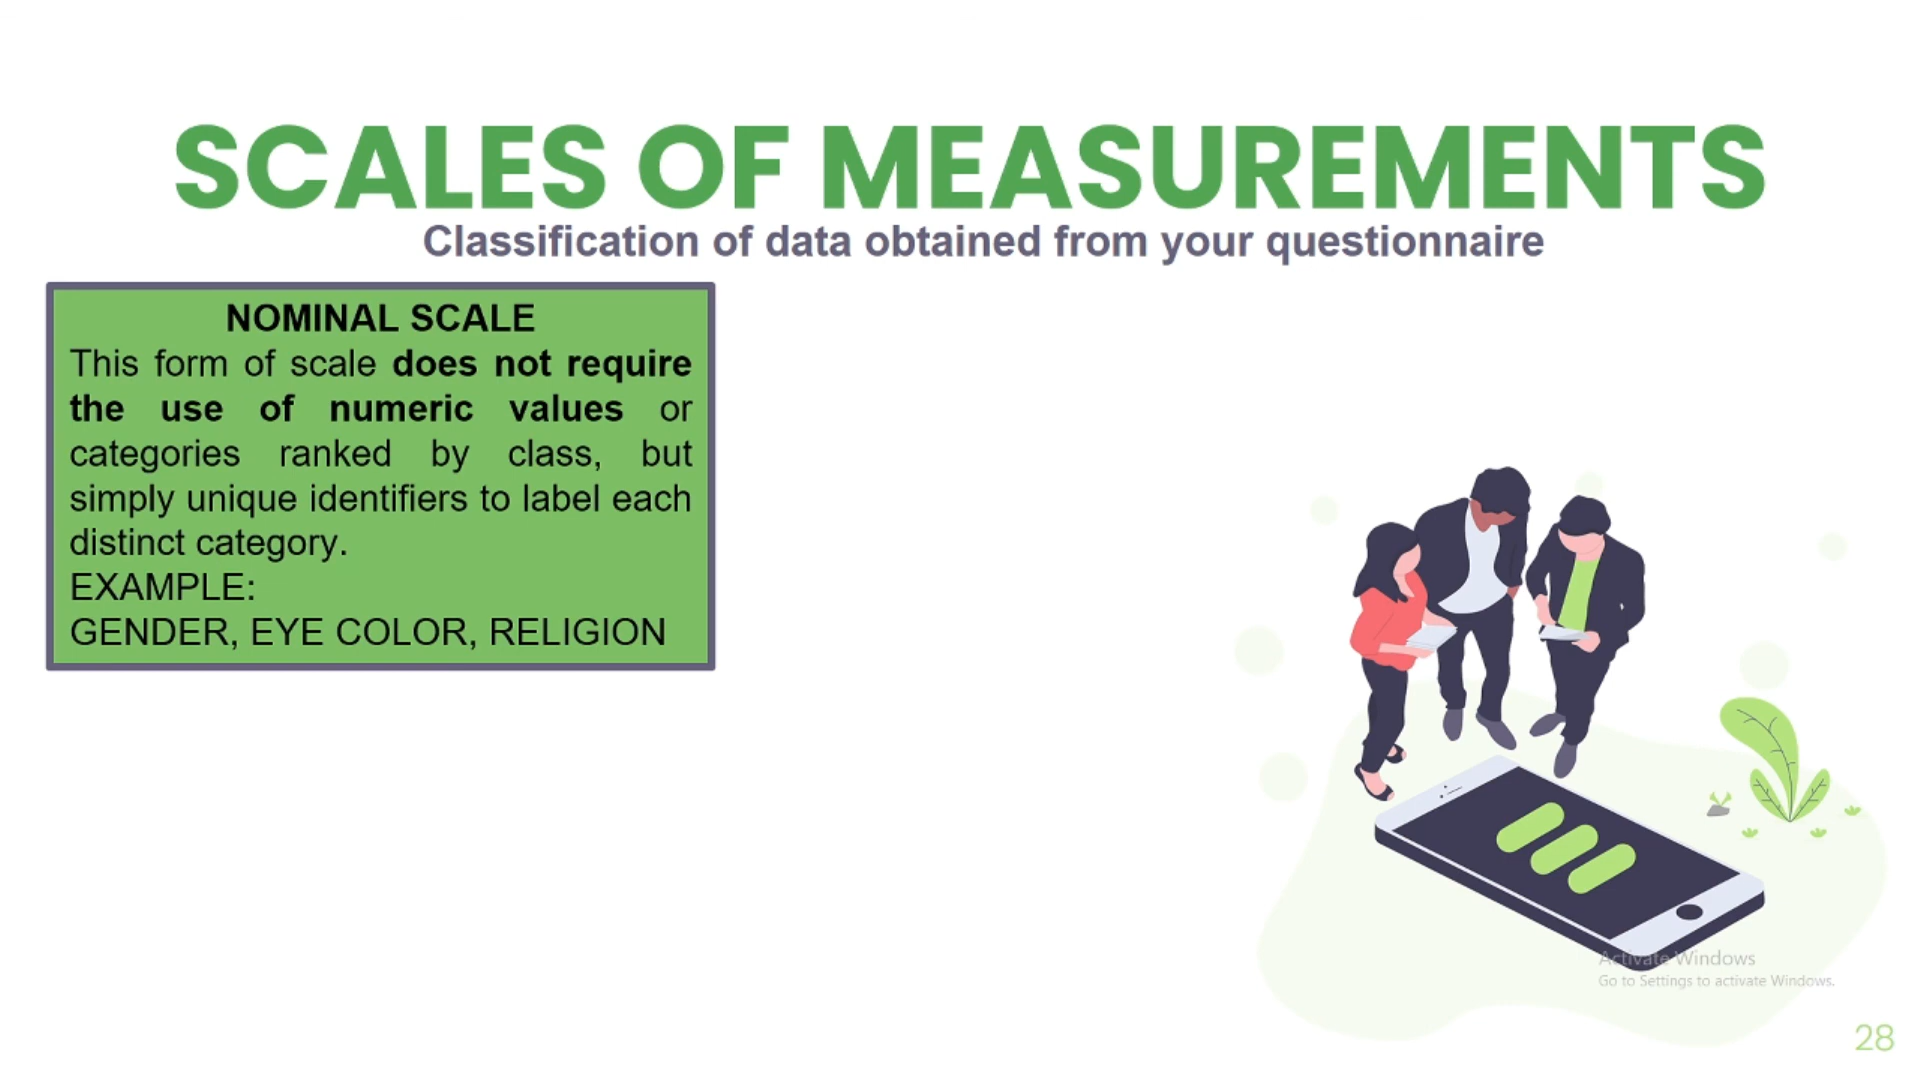 SCALES OF MEASUREMENTS
Classification of data obtained from your questionnaire
NOMINAL SCALE
This form of scale does not require
the use of numeric values or
categories ranked by class, but
simply unique identifiers to label each
distinct category.
EXAMPLE:
GENDER, EYE COLOR, RELIGION
Activate Windows
Go to Settings to activate Windows.
28